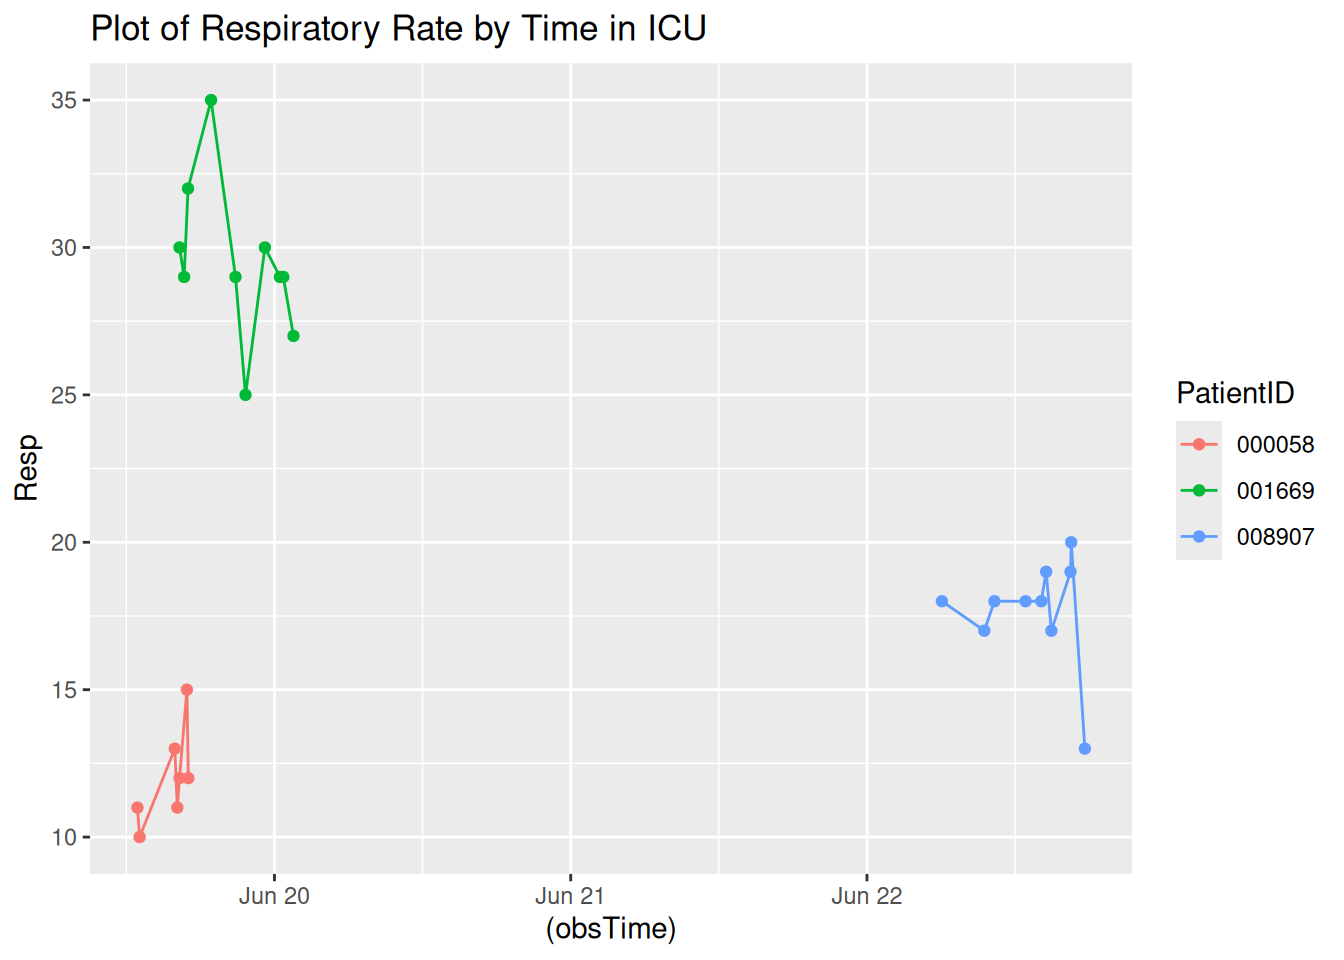 Plot of Respiratory Rate by Time in ICU
35
30
25
20
15
10
Resp
Jun 20 Jun 21 Jun 22
(obsTime)
PatientID
000058
001669
008907